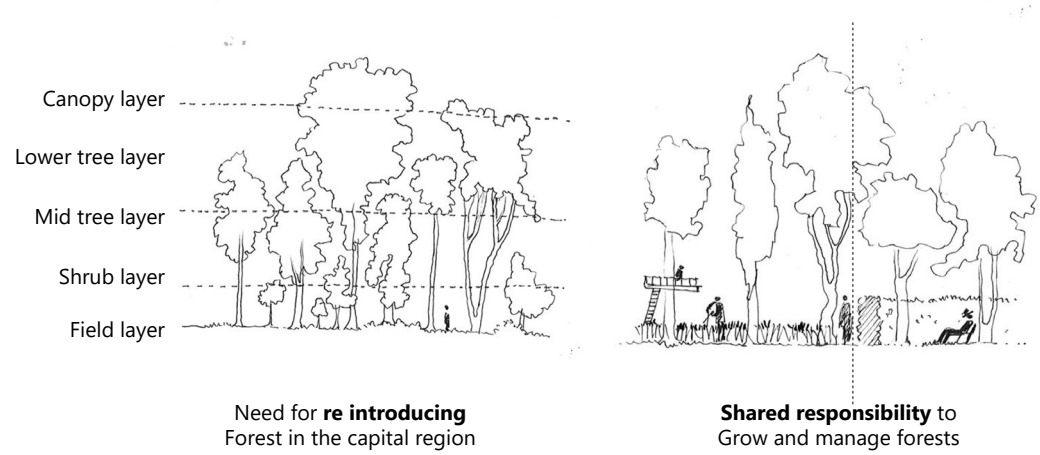 Canopy layer
Lower tree layer
Mid tree layer
Shrub layer
Field layer
Need for re introducing
Forest in the capital region
Shared responsibility to
Grow and manage forests